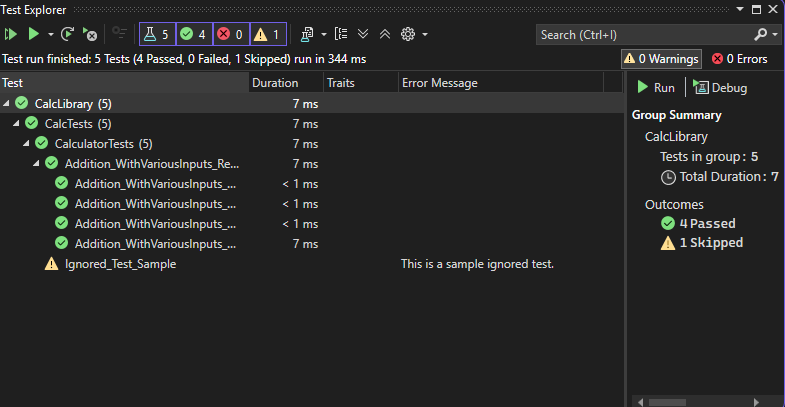 Test Explorer
5 4 0 1 Search (Ctrl+I)
Test run finished: 5 Tests (4 Passed, 0 Failed, 1 Skipped) run in 344 ms 0 Warnings 0 Errors
Test Duration Traits Error Message
CalcLibrary (5) 7 ms
CalcTests (5) 7 ms
CalculatorTests (5) 7 ms
Addition_WithVariousInputs_Re... 7 ms
Addition_WithVariousInputs_... < 1 ms
Addition_WithVariousInputs_... < 1 ms
Addition_WithVariousInputs_... < 1 ms
Addition_WithVariousInputs_... 7 ms
Ignored_Test_Sample This is a sample ignored test.
Run Debug
Group Summary
CalcLibrary
Tests in group: 5
Total Duration: 7
Outcomes
4 Passed
1 Skipped